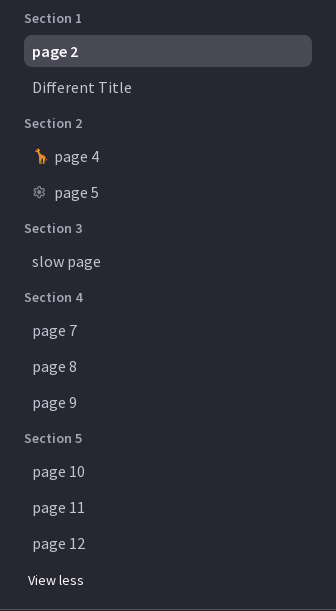 Section 1
page 2
Different Title
Section 2
page 4
page 5
Section 3
slow page
Section 4
page 7
page 8
page 9
Section 5
page 10
page 11
page 12
View less